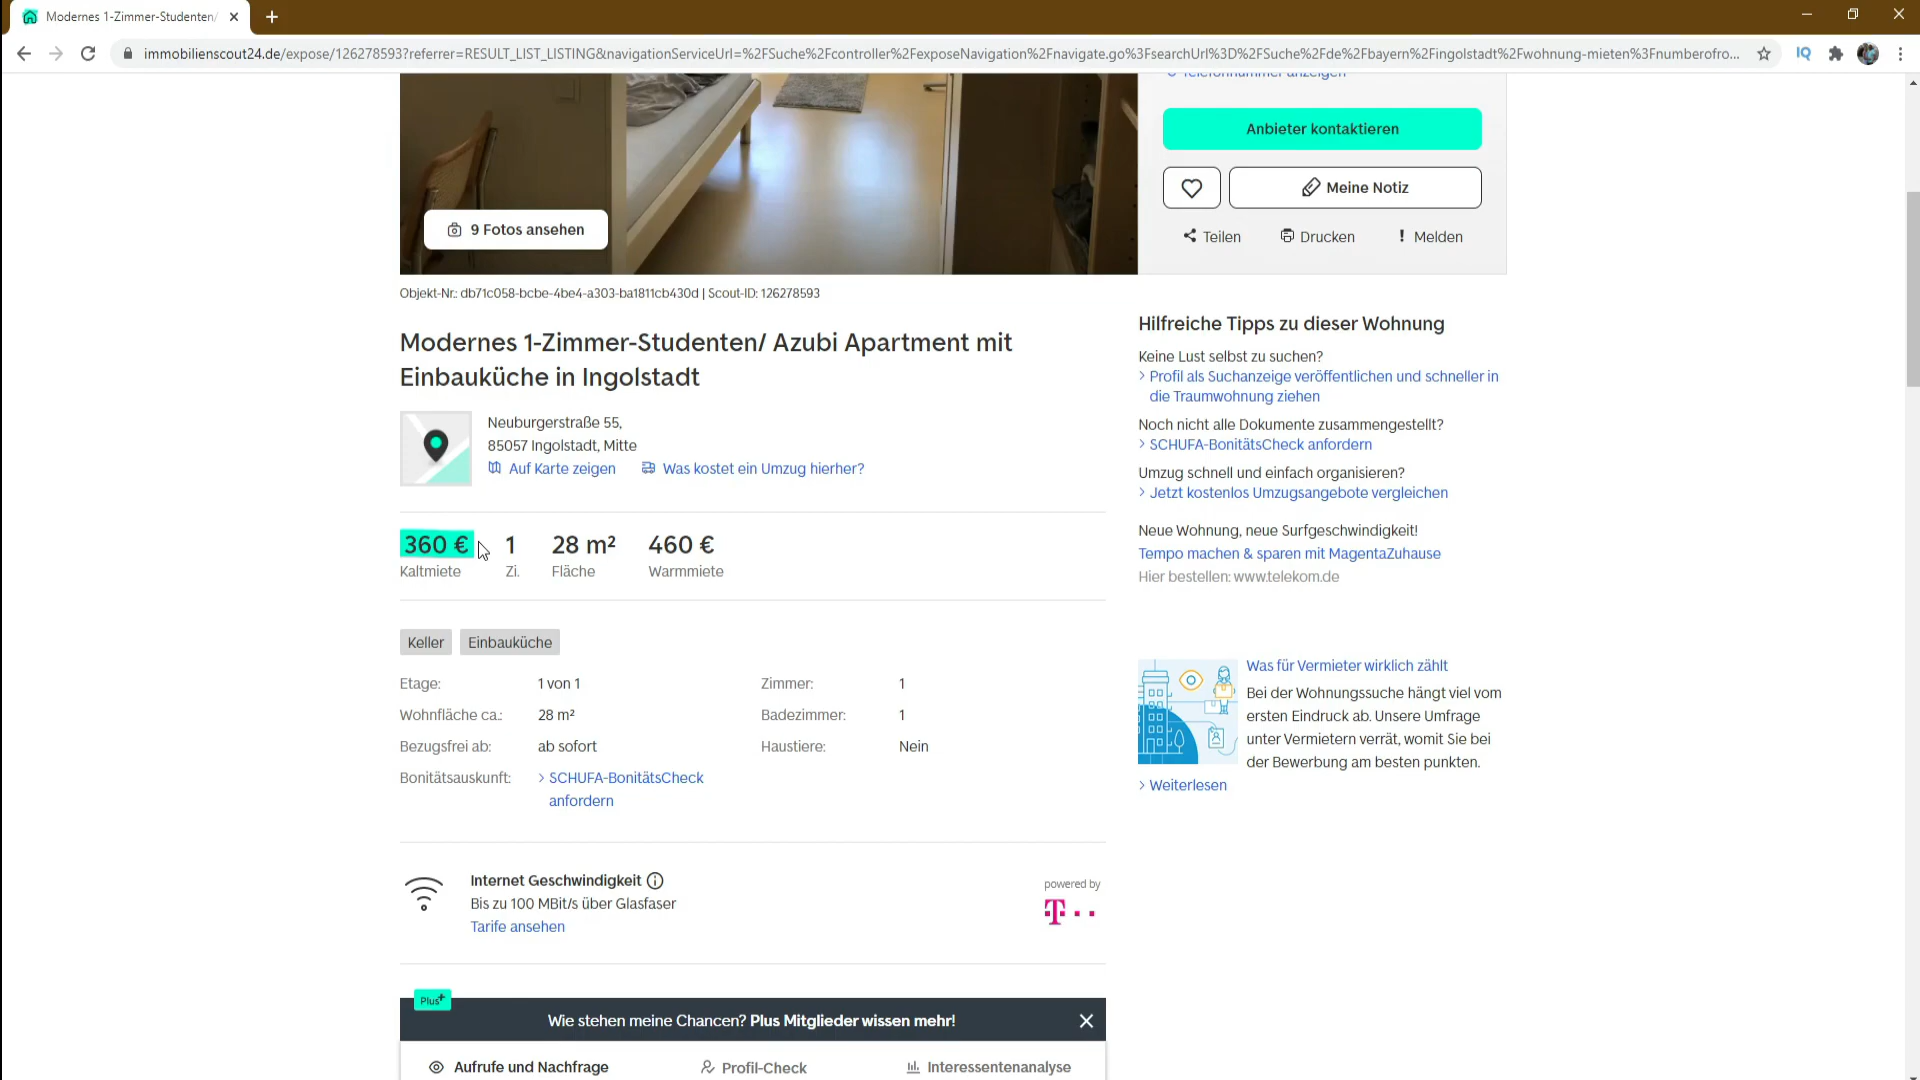 Modernes 1-Zimmer-Studenten/
immobilienscout24.de/expose/126278593?referrer=RESULT_LIST_LISTING&navigationServiceUrl=%2FSuche%2Fcontroller%2FexposeNavigation%2Fnavigate.go%3FsearchUrl%3D%2FSuche%2Fde%2Fbayern%2Fingolstadt%2Fwohnung-mieten%3Fnumberofro...
IQ
Telefonnummer anzeigen
Anbieter kontaktieren
Meine Notiz
9 Fotos ansehen
Teilen
Drucken
Melden
Objekt-Nr.: db71c058-bcbe-4be4-a303-ba1811cb430d | Scout-ID: 126278593
Modernes 1-Zimmer-Studenten/ Azubi Apartment mit
Einbauküche in Ingolstadt
Neuburgerstraße 55,
85057 Ingolstadt, Mitte
Auf Karte zeigen
Was kostet ein Umzug hierher?
360 €
1
28 m²
460 €
Kaltmiete
Zi.
Fläche
Warmmiete
Keller
Einbauküche
Etage:
1 von 1
Zimmer:
1
Wohnfläche ca.:
28 m²
Badezimmer:
1
Bezugsfrei ab:
ab sofort
Haustiere:
Nein
Bonitätsauskunft:
SCHUFA-BonitätsCheck
anfordern
Internet Geschwindigkeit
Bis zu 100 MBit/s über Glasfaser
Tarife ansehen
powered by
T
Plus+
Wie stehen meine Chancen? Plus Mitglieder wissen mehr!
Aufrufe und Nachfrage
Profil-Check
Interessentenanalyse
Hilfreiche Tipps zu dieser Wohnung
Keine Lust selbst zu suchen?
Profil als Suchanzeige veröffentlichen und schneller in
die Traumwohnung ziehen
Noch nicht alle Dokumente zusammengestellt?
SCHUFA-BonitätsCheck anfordern
Umzug schnell und einfach organisieren?
Jetzt kostenlos Umzugsangebote vergleichen
Neue Wohnung, neue Surfgeschwindigkeit!
Tempo machen & sparen mit MagentaZuhause
Hier bestellen: www.telekom.de
Was für Vermieter wirklich zählt
Bei der Wohnungssuche hängt viel vom
ersten Eindruck ab. Unsere Umfrage
unter Vermietern verrät, womit Sie bei
der Bewerbung am besten punkten.
Weiterlesen